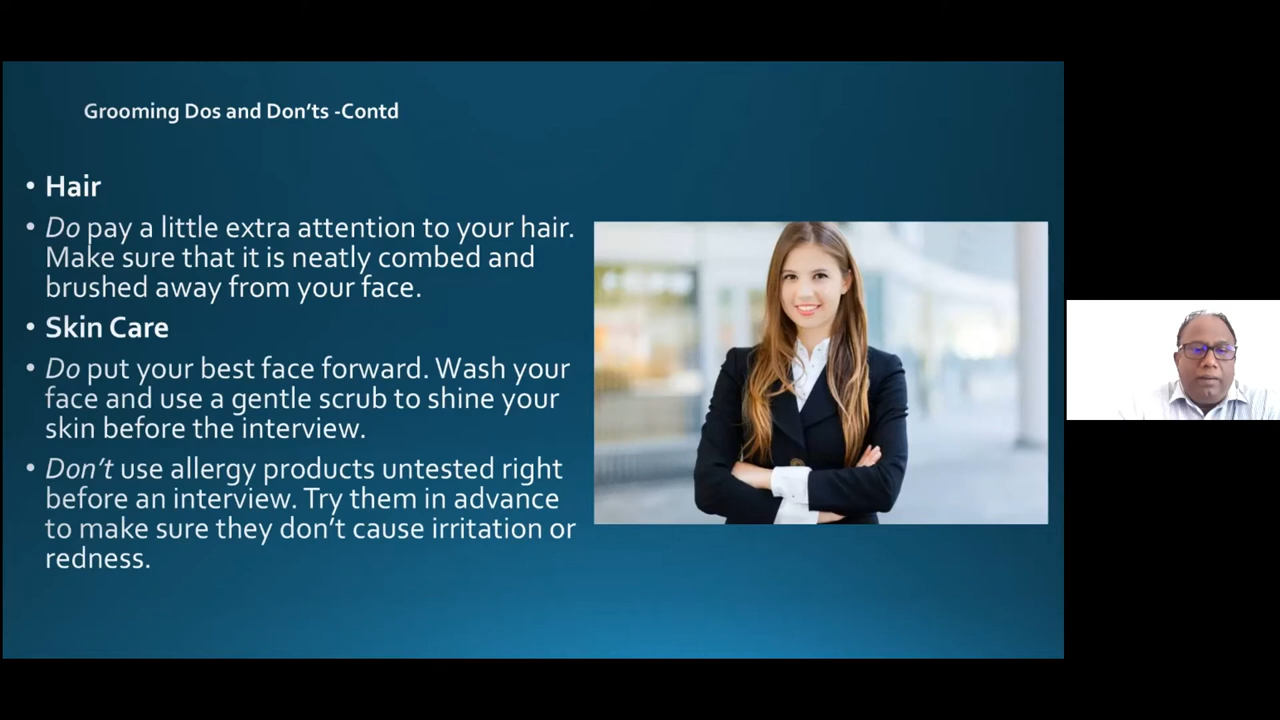 Grooming Dos and Don'ts -Contd
• Hair
• Do pay a little extra attention to your hair.
Make sure that it is neatly combed and
brushed away from your face.
• Skin Care
• Do put your best face forward. Wash your
face and use a gentle scrub to shine your
skin before the interview.
• Don't use allergy products untested right
before an interview. Try them in advance
to make sure they don't cause irritation or
redness.